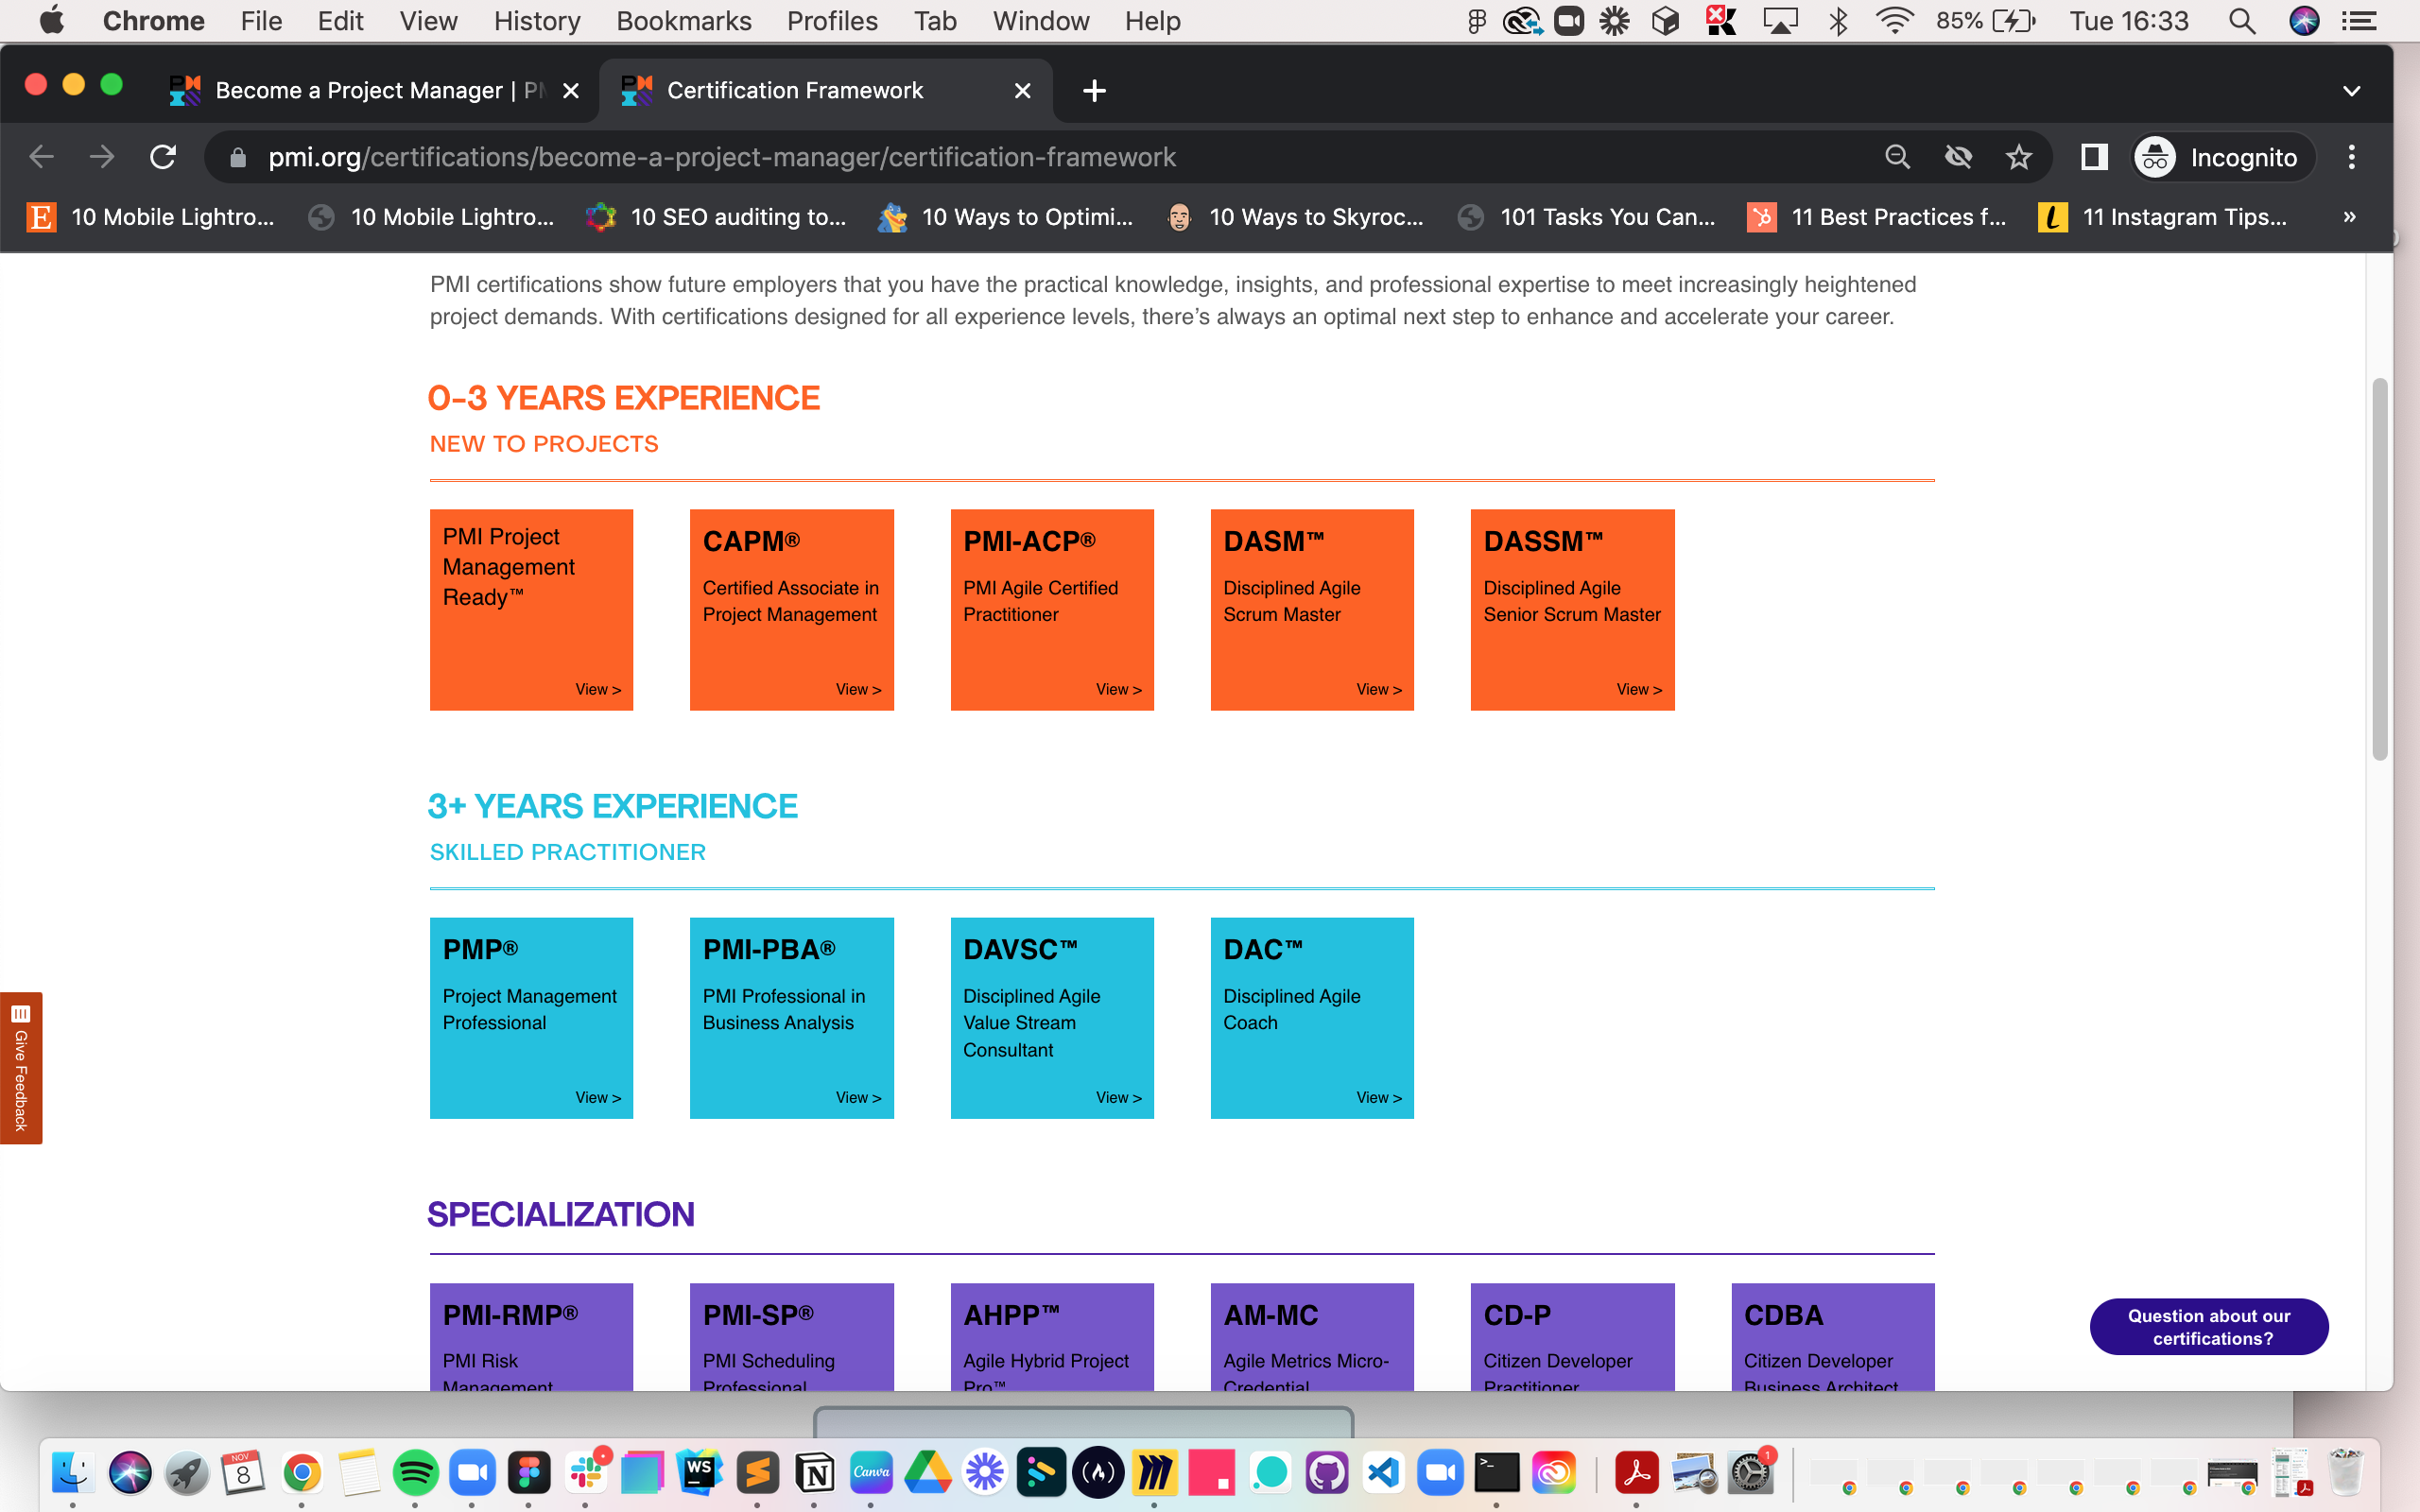 Chrome File Edit View History Bookmarks Profiles Tab Window Help 85% Tue 16:33
Become a Project Manager | PM
Certification Framework
pmi.org/certifications/become-a-project-manager/certification-framework
Incognito
10 Mobile Lightro...
10 Mobile Lightro...
10 SEO auditing to...
10 Ways to Optimi...
10 Ways to Skyroc...
101 Tasks You Can...
11 Best Practices f...
11 Instagram Tips...
»
PMI certifications show future employers that you have the practical knowledge, insights, and professional expertise to meet increasingly heightened
project demands. With certifications designed for all experience levels, there’s always an optimal next step to enhance and accelerate your career.
0-3 YEARS EXPERIENCE
NEW TO PROJECTS
PMI Project
Management
Ready™
View >
CAPM®
Certified Associate in
Project Management
View >
PMI-ACP®
PMI Agile Certified
Practitioner
View >
DASM™
Disciplined Agile
Scrum Master
View >
DASSM™
Disciplined Agile
Senior Scrum Master
View >
3+ YEARS EXPERIENCE
SKILLED PRACTITIONER
PMP®
Project Management
Professional
View >
PMI-PBA®
PMI Professional in
Business Analysis
View >
DAVSC™
Disciplined Agile
Value Stream
Consultant
View >
DAC™
Disciplined Agile
Coach
View >
Give Feedback
SPECIALIZATION
PMI-RMP®
PMI Risk
Management
PMI-SP®
PMI Scheduling
Professional
AHPP™
Agile Hybrid Project
Pro™
AM-MC
Agile Metrics Micro-
Credential
CD-P
Citizen Developer
Practitioner
CDBA
Citizen Developer
Business Architect
Question about our
certifications?
NOV
8
WS
Canva
1